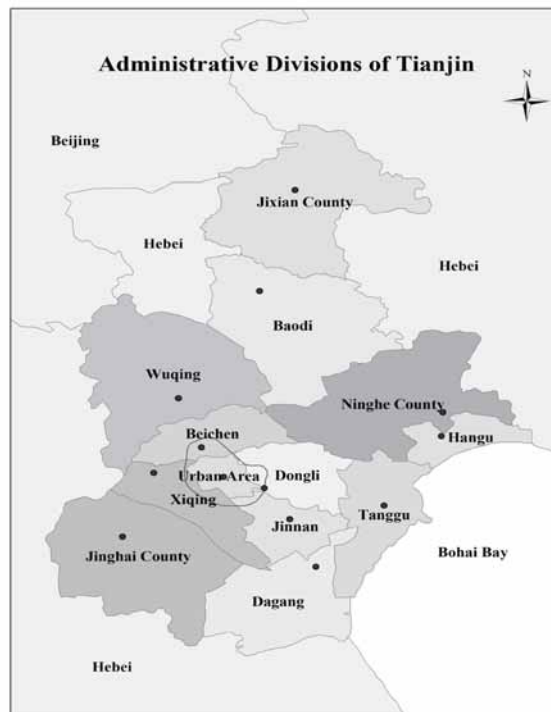 Administrative Divisions of Tianjin
N
Beijing
Jixian County
Hebei
Hebei
Baodi
Wuqing
Ninghe County
Beichen
Hangu
Urban Area
Dongli
Xiqing
Tanggu
Jinnan
Jinghai County
Bohai Bay
Dagang
Hebei